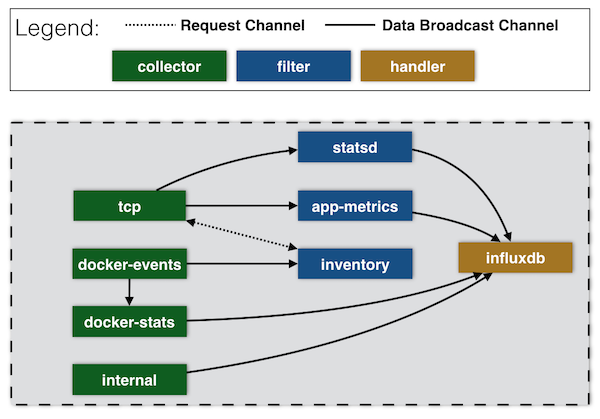 Legend:
Request Channel
Data Broadcast Channel
collector
filter
handler
statsd
tcp
app-metrics
docker-events
inventory
influxdb
docker-stats
internal